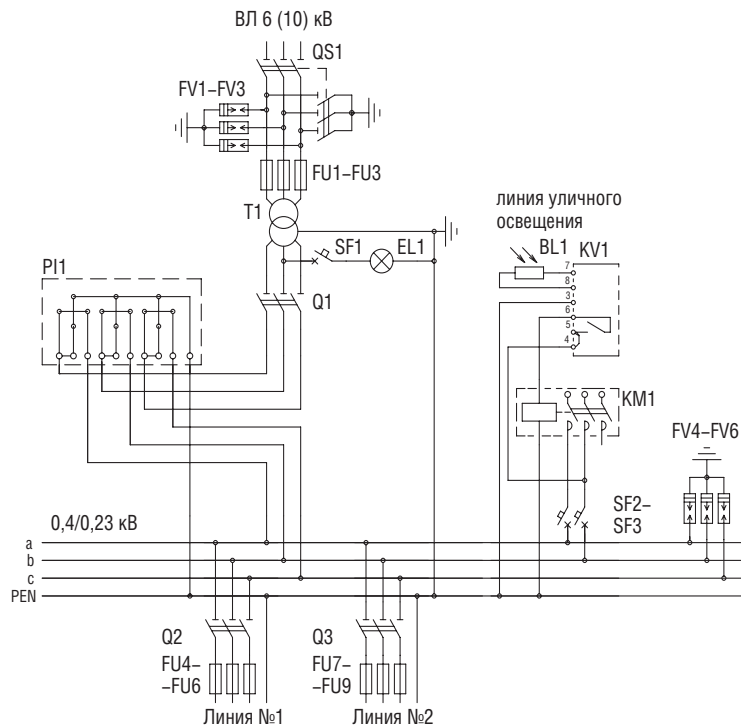 ВЛ 6 (10) кВ
QS1
FV1–FV3
FU1–FU3
T1
линия уличного
освещения
SF1
EL1
BL1
KV1
PI1
7
8
3
6
5
4
Q1
KM1
FV4–FV6
0,4/0,23 кВ
SF2–
SF3
a
b
c
PEN
Q2
Q3
FU4–
–FU6
FU7–
–FU9
Линия №1
Линия №2